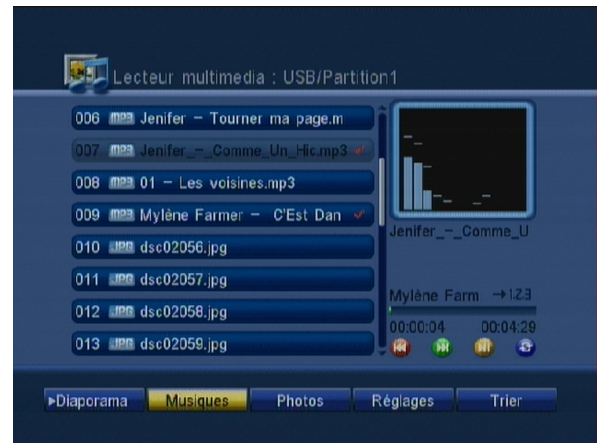 Lecteur multimedia : USB/Partition1
006 MP3 Jenifer – Tourner ma page.m
007 MP3 Jenifer_-_Comme_Un_Hic.mp3
008 MP3 01 – Les voisines.mp3
009 MP3 Mylène Farmer – C'Est Dan
010 JPG dsc02056.jpg
011 JPG dsc02057.jpg
012 JPG dsc02058.jpg
013 JPG dsc02059.jpg
Jenifer_-_Comme_U
Mylène Farm →1.2.3
00:00:04 00:04:29
▸Diaporama Musiques Photos Réglages Trier